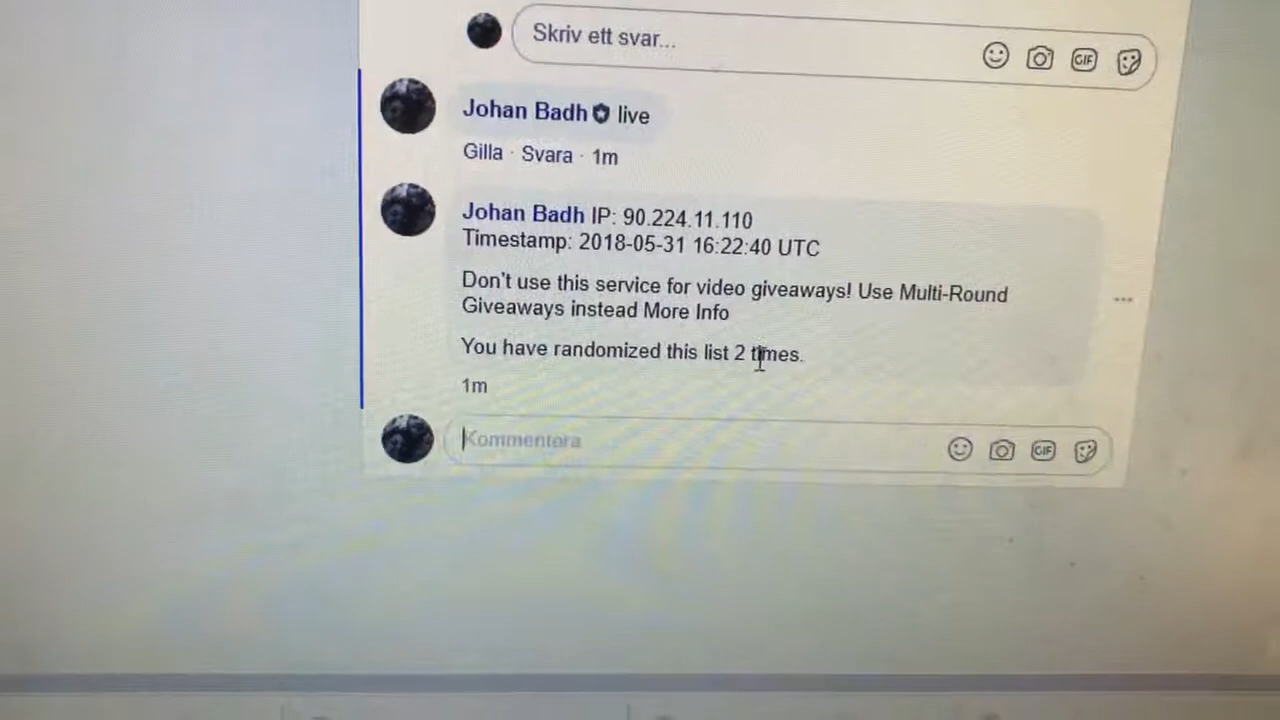 Skriv ett svar...
GIF
Johan Badh live
Gilla · Svara · 1m
Johan Badh IP: 90.224.11.110
Timestamp: 2018-05-31 16:22:40 UTC
Don't use this service for video giveaways! Use Multi-Round
Giveaways instead More Info
You have randomized this list 2 times.
1m
Kommentera
GIF